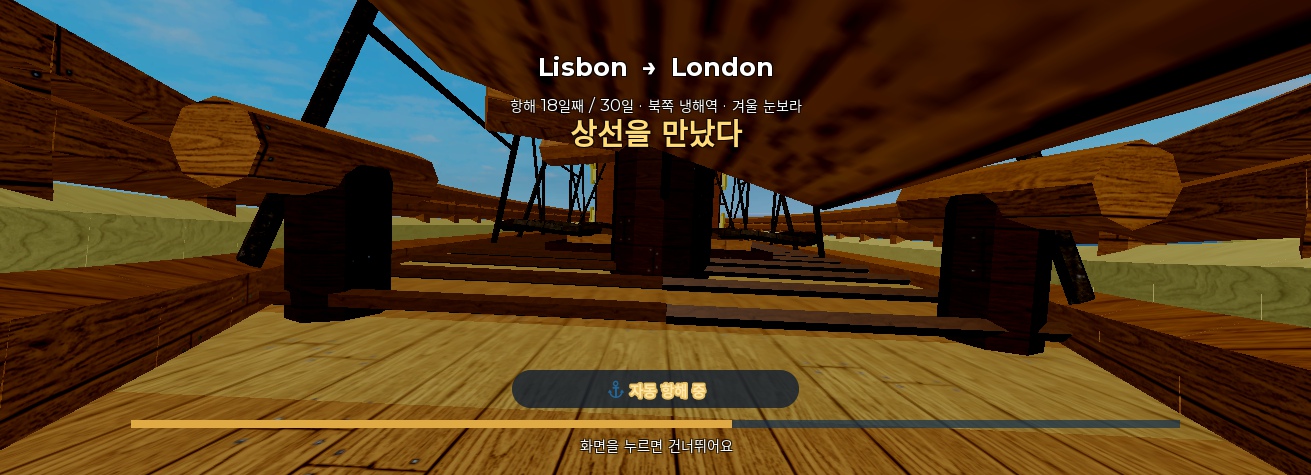 Lisbon → London
항해 18일째 / 30일 · 북쪽 냉해역 · 겨울 눈보라
상선을 만났다
⚓ 자동 항해 중
화면을 누르면 건너뛰어요